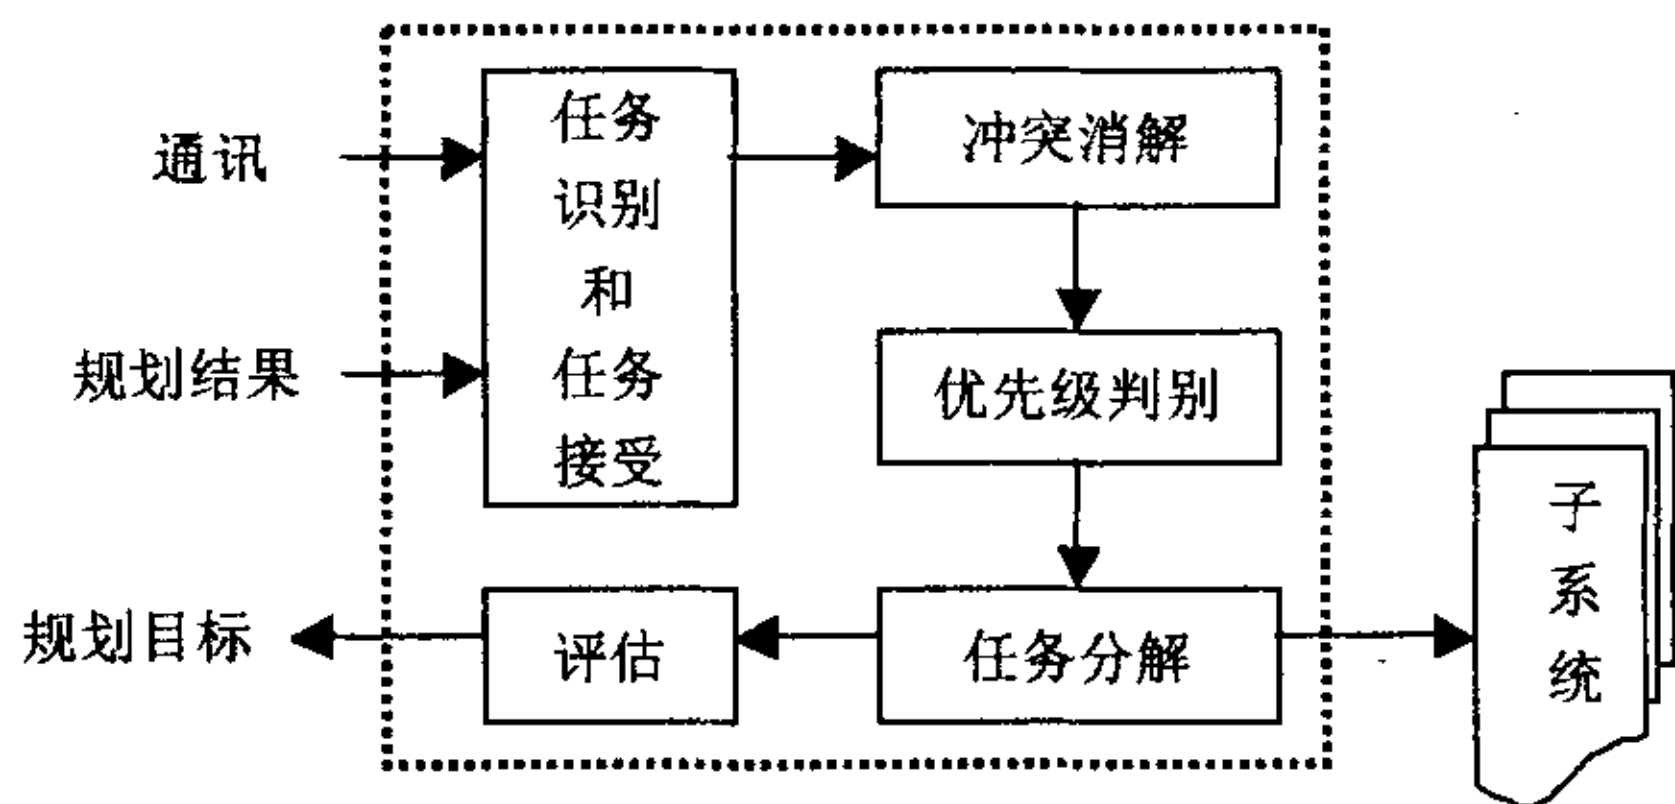 通讯
规划结果
规划目标
任务
识别
和
任务
接受
冲突消解
优先级判别
任务分解
评估
子
系
统